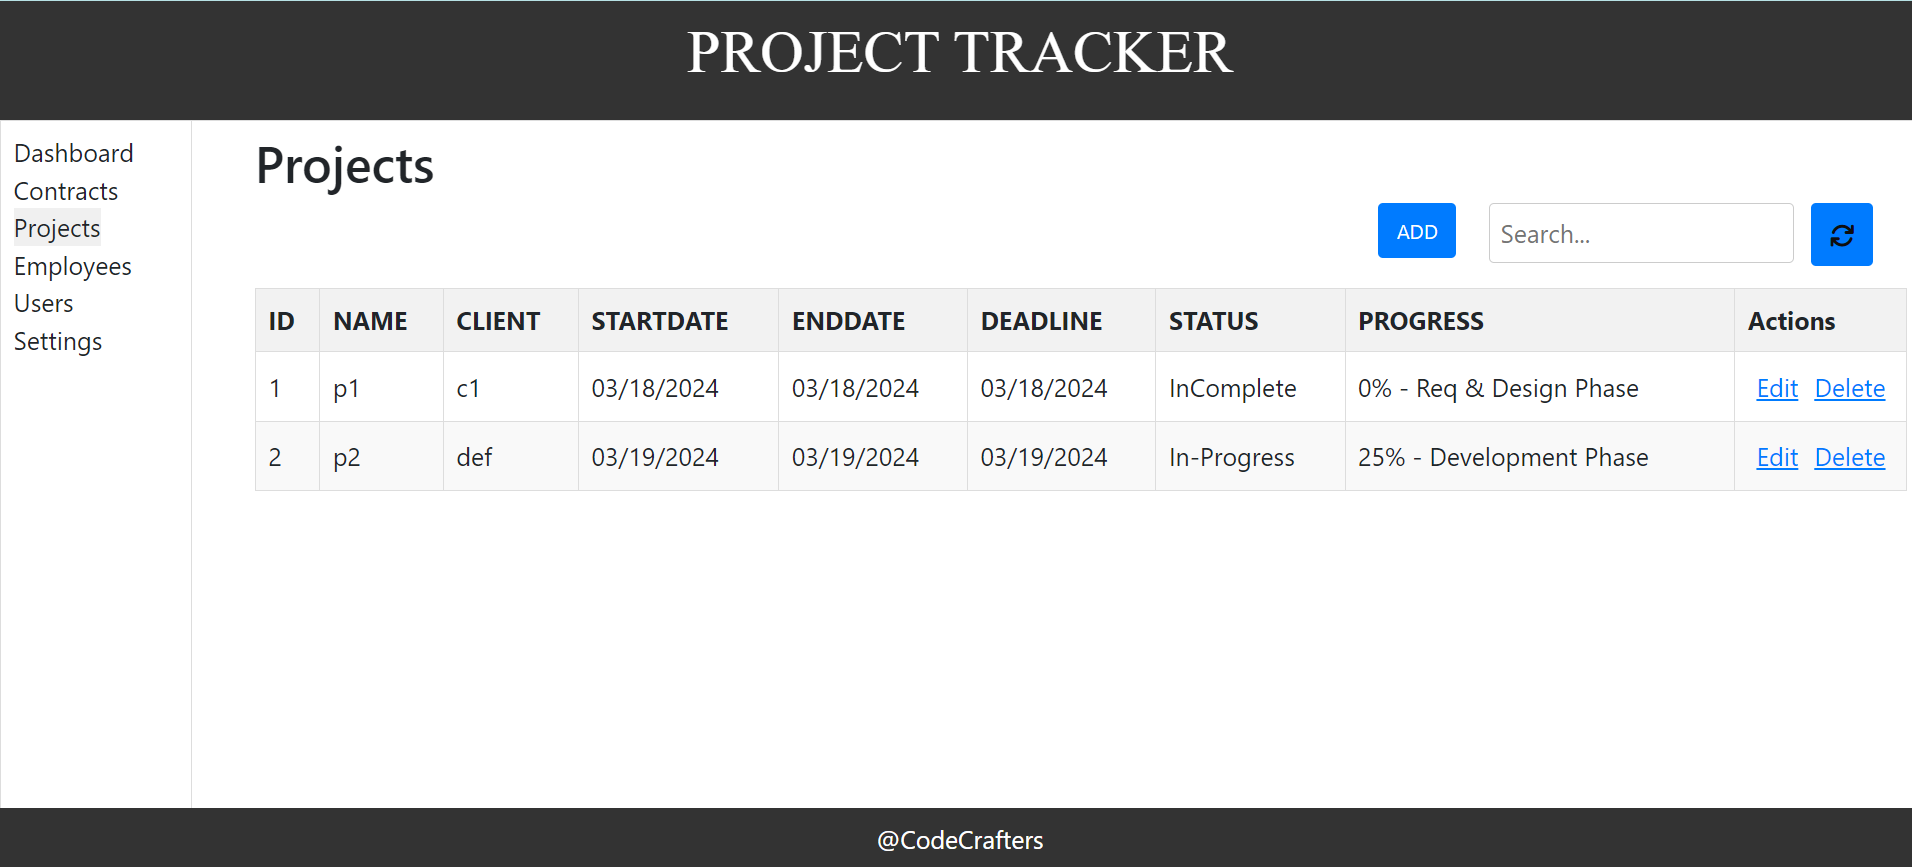 PROJECT TRACKER
Dashboard
Contracts
Projects
Employees
Users
Settings
Projects
ADD Search...
ID NAME CLIENT STARTDATE ENDDATE DEADLINE STATUS PROGRESS Actions
1 p1 c1 03/18/2024 03/18/2024 03/18/2024 InComplete 0% - Req & Design Phase Edit Delete
2 p2 def 03/19/2024 03/19/2024 03/19/2024 In-Progress 25% - Development Phase Edit Delete
@CodeCrafters